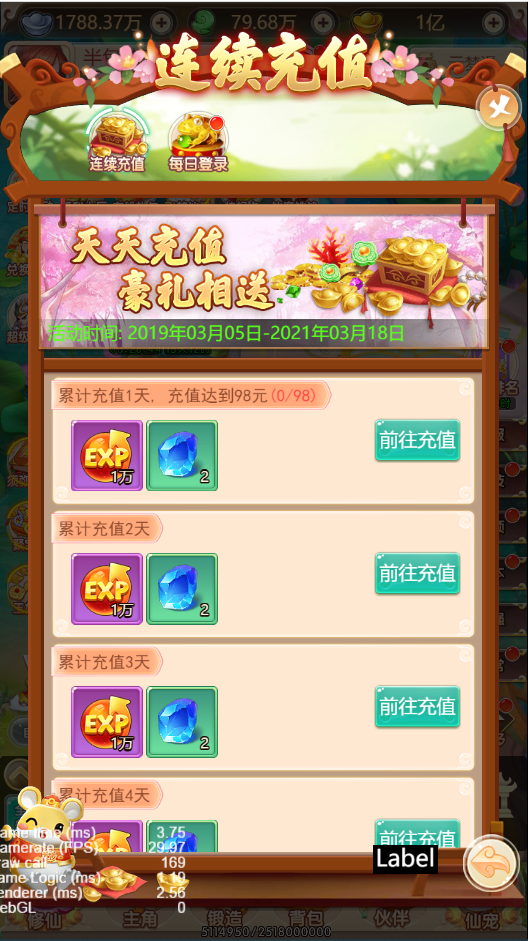 1788.37万
79.68万
1亿
连续充值
连续充值
每日登录
天天充值
豪礼相送
活动时间: 2019年03月05日-2021年03月18日
累计充值1天, 充值达到98元(0/98)
EXP
1万
2
前往充值
累计充值2天
EXP
1万
2
前往充值
累计充值3天
EXP
1万
2
前往充值
累计充值4天
EXP
前往充值
Label
ame time (ms) 3.75
amerate (FPS) 29.97
raw call 169
ame Logic (ms) 1.19
enderer (ms) 2.56
ebGL 0
修仙
主角
锻造
背包
伙伴
仙宠
5114950/2518000000